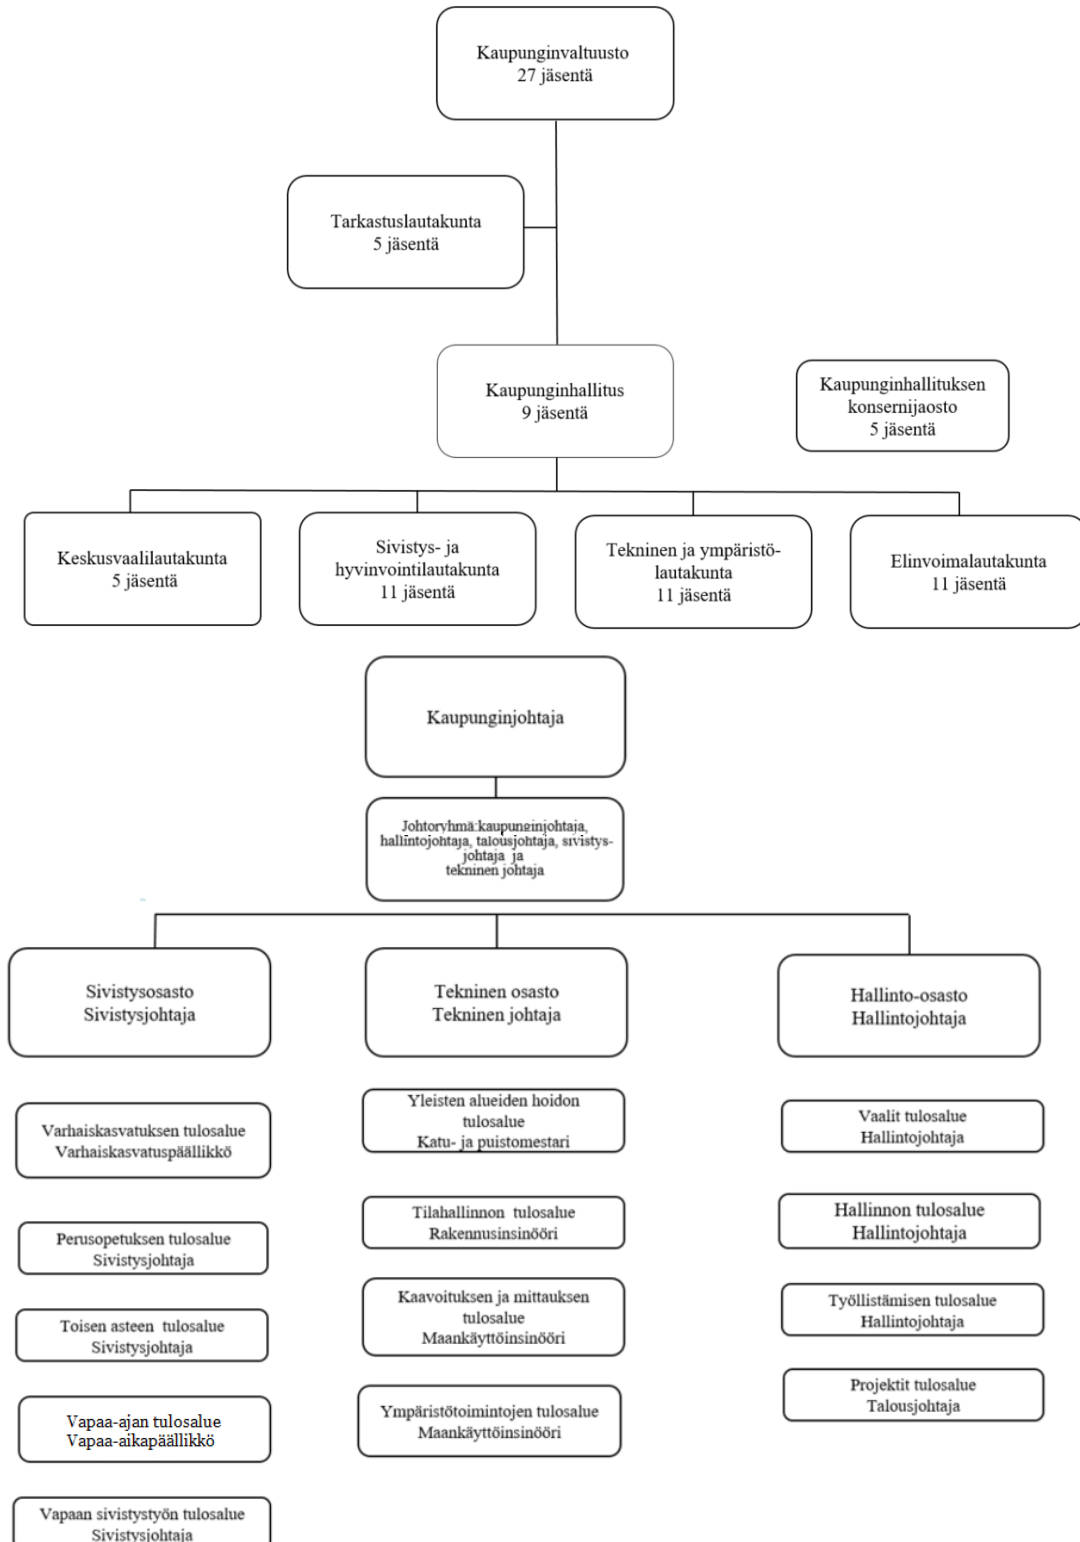 Kaupunginvaltuusto
27 jäsentä
Tarkastuslautakunta
5 jäsentä
Kaupunginhallitus
9 jäsentä
Kaupunginhallituksen
konsernijaosto
5 jäsentä
Keskusvaalilautakunta
5 jäsentä
Sivistys- ja
hyvinvointilautakunta
11 jäsentä
Tekninen ja ympäristö-
lautakunta
11 jäsentä
Elinvoimalautakunta
11 jäsentä
Kaupunginjohtaja
Johtoryhmä:kaupunginjohtaja,
hallintojohtaja, talousjohtaja, sivistys-
johtaja ja
tekninen johtaja
Sivistysosasto
Sivistysjohtaja
Tekninen osasto
Tekninen johtaja
Hallinto-osasto
Hallintojohtaja
Varhaiskasvatuksen tulosalue
Varhaiskasvatuspäällikkö
Perusopetuksen tulosalue
Sivistysjohtaja
Toisen asteen tulosalue
Sivistysjohtaja
Vapaa-ajan tulosalue
Vapaa-aikapäällikkö
Vapaan sivistystyön tulosalue
Sivistysjohtaja
Yleisten alueiden hoidon
tulosalue
Katu- ja puistomestari
Tilahallinnon tulosalue
Rakennusinsinööri
Kaavoituksen ja mittauksen
tulosalue
Maankäyttöinsinööri
Ympäristötoimintojen tulosalue
Maankäyttöinsinööri
Vaalit tulosalue
Hallintojohtaja
Hallinnon tulosalue
Hallintojohtaja
Työllistämisen tulosalue
Hallintojohtaja
Projektit tulosalue
Talousjohtaja